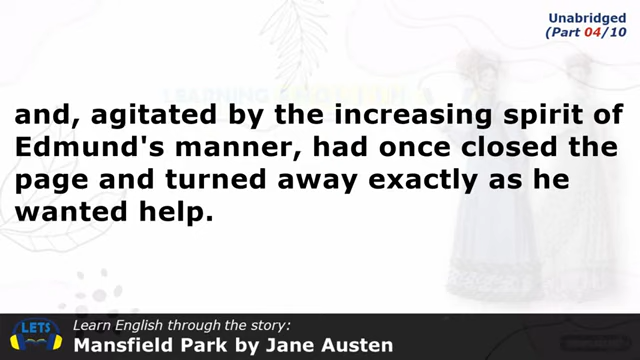 Unabridged
(Part 04/10
and, agitated by the increasing spirit of
Edmund's manner, had once closed the
page and turned away exactly as he
wanted help.
LETS
Learn English through the story:
Mansfield Park by Jane Austen